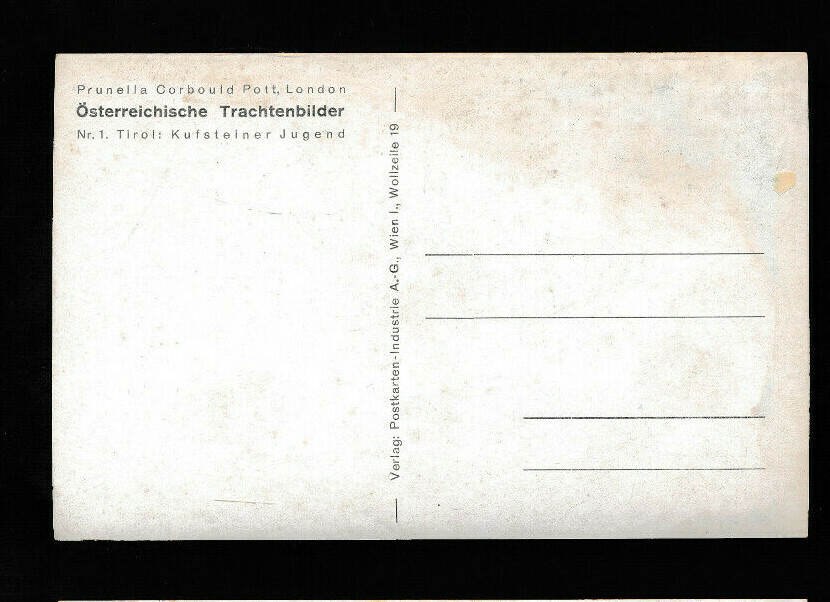 Prunella Corbould Pott, London
Österreichische Trachtenbilder
Nr. 1. Tirol: Kufsteiner Jugend
Verlag: Postkarten-Industrie A.-G., Wien I., Wollzeile 19